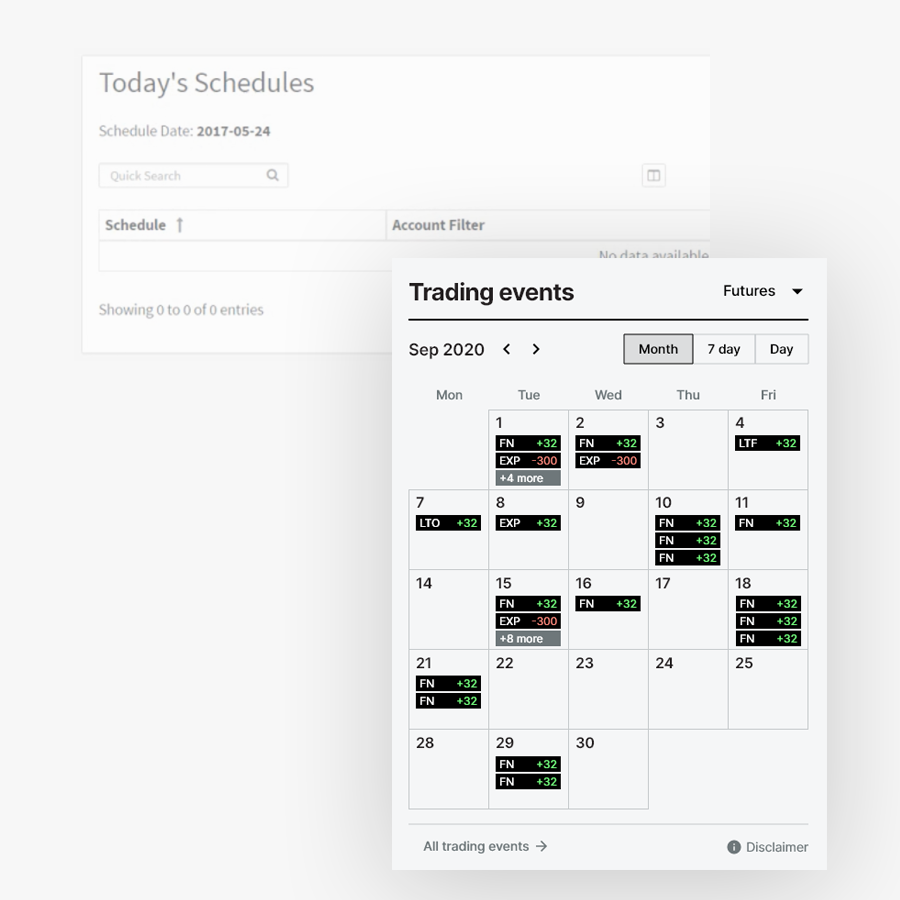 Today's Schedules
Schedule Date: 2017-05-24
Quick Search
Schedule ↑ Account Filter
No data available
Showing 0 to 0 of 0 entries
Trading events Futures
Sep 2020 Month 7 day Day
Mon Tue Wed Thu Fri
1 2 3 4
FN +32 FN +32 LTF +32
EXP -300 EXP -300
+4 more
7 8 9 10 11
LTO +32 EXP +32 FN +32 FN +32
FN +32
FN +32
14 15 16 17 18
FN +32 FN +32 FN +32
EXP -300 FN +32
+8 more FN +32
21 22 23 24 25
FN +32
FN +32
28 29 30
FN +32
FN +32
All trading events → Disclaimer